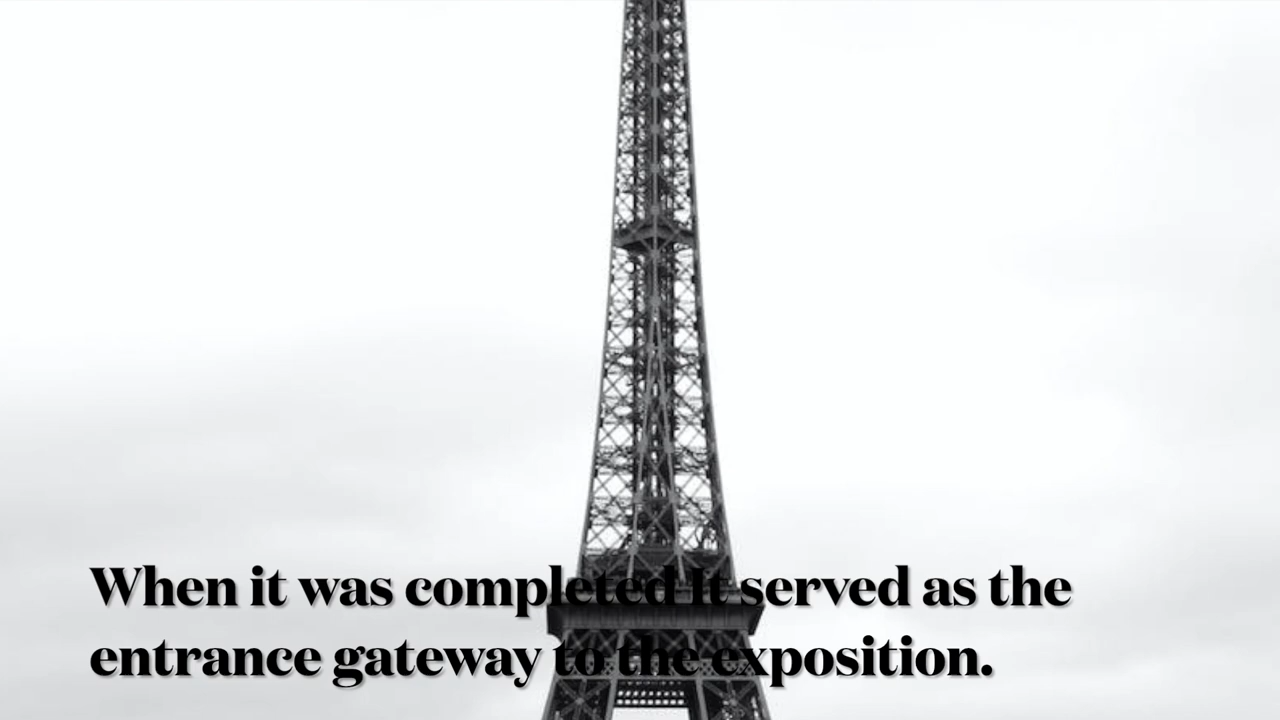 When it was completed It served as the
entrance gateway to the exposition.